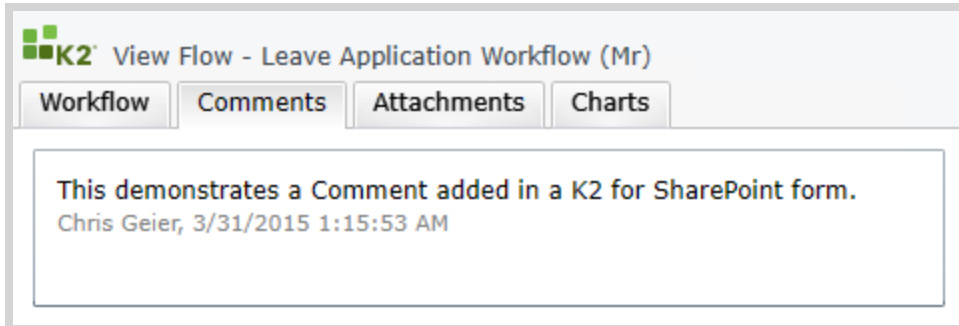 K2 View Flow - Leave Application Workflow (Mr)
Workflow Comments Attachments Charts
This demonstrates a Comment added in a K2 for SharePoint form.
Chris Geier, 3/31/2015 1:15:53 AM